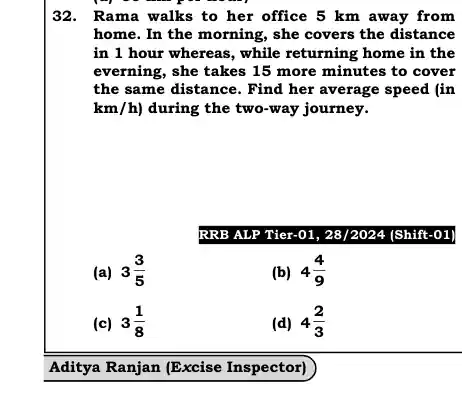 32. Rama walks to her office 5 km away from
home. In the morning, she covers the distance
in 1 hour whereas, while returning home in the
everning, she takes 15 more minutes to cover
the same distance. Find her average speed (in
km/h) during the two-way journey.
RRB ALP Tier-01, 28/2024 (Shift-01)
(a) 3 3/5 (b) 4 4/9
(c) 3 1/8 (d) 4 2/3
Aditya Ranjan (Excise Inspector)